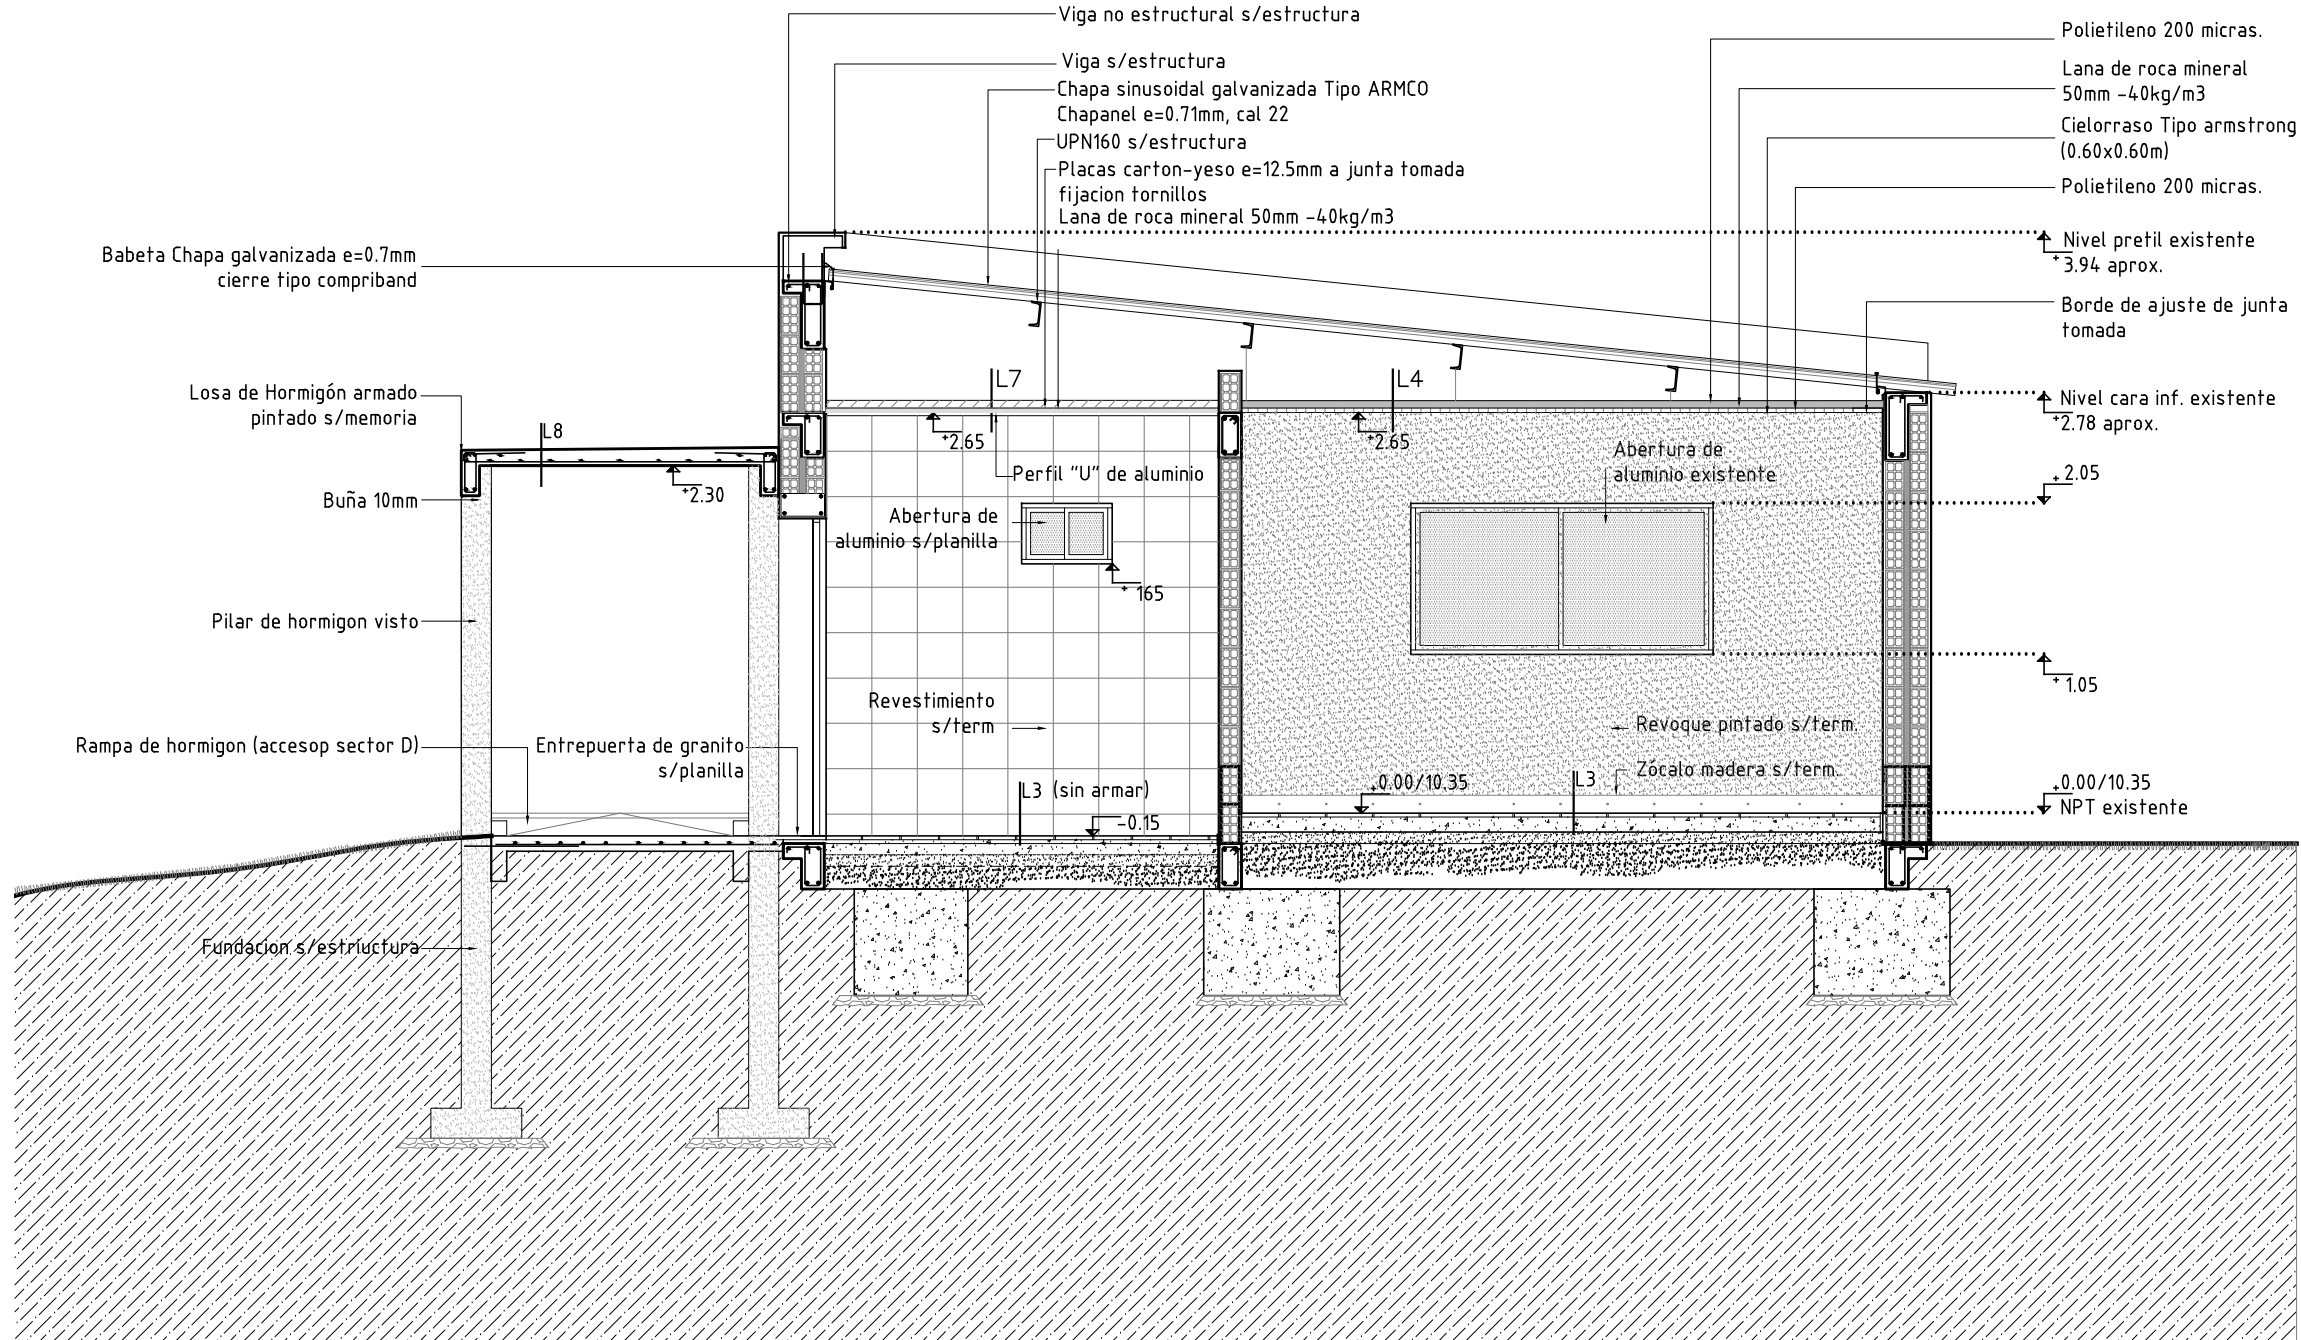 Viga no estructural s/estructura
Viga s/estructura
Chapa sinusoidal galvanizada Tipo ARMCO
Chapanel e=0.71mm, cal 22
UPN160 s/estructura
Placas carton-yeso e=12.5mm a junta tomada
fijacion tornillos
Lana de roca mineral 50mm -40kg/m3
Polietileno 200 micras.
Lana de roca mineral
50mm -40kg/m3
Cielorraso Tipo armstrong
(0.60x0.60m)
Polietileno 200 micras.
Nivel pretil existente
+3.94 aprox.
Borde de ajuste de junta
tomada
Nivel cara inf. existente
+2.78 aprox.
+2.05
+1.05
+0.00/10.35
NPT existente
Babeta Chapa galvanizada e=0.7mm
cierre tipo compriband
Losa de Hormigón armado
pintado s/memoria
L8
Buña 10mm
+2.30
Pilar de hormigon visto
Rampa de hormigon (accesop sector D)
Entrepuerta de granito
s/planilla
Fundacion s/estriuctura
L7
L4
+2.65
+2.65
Perfil "U" de aluminio
Abertura de
aluminio s/planilla
+165
Abertura de
aluminio existente
Revestimiento
s/term
Revoque pintado s/term.
Zócalo madera s/term.
L3 (sin armar)
-0.15
+0.00/10.35
L3